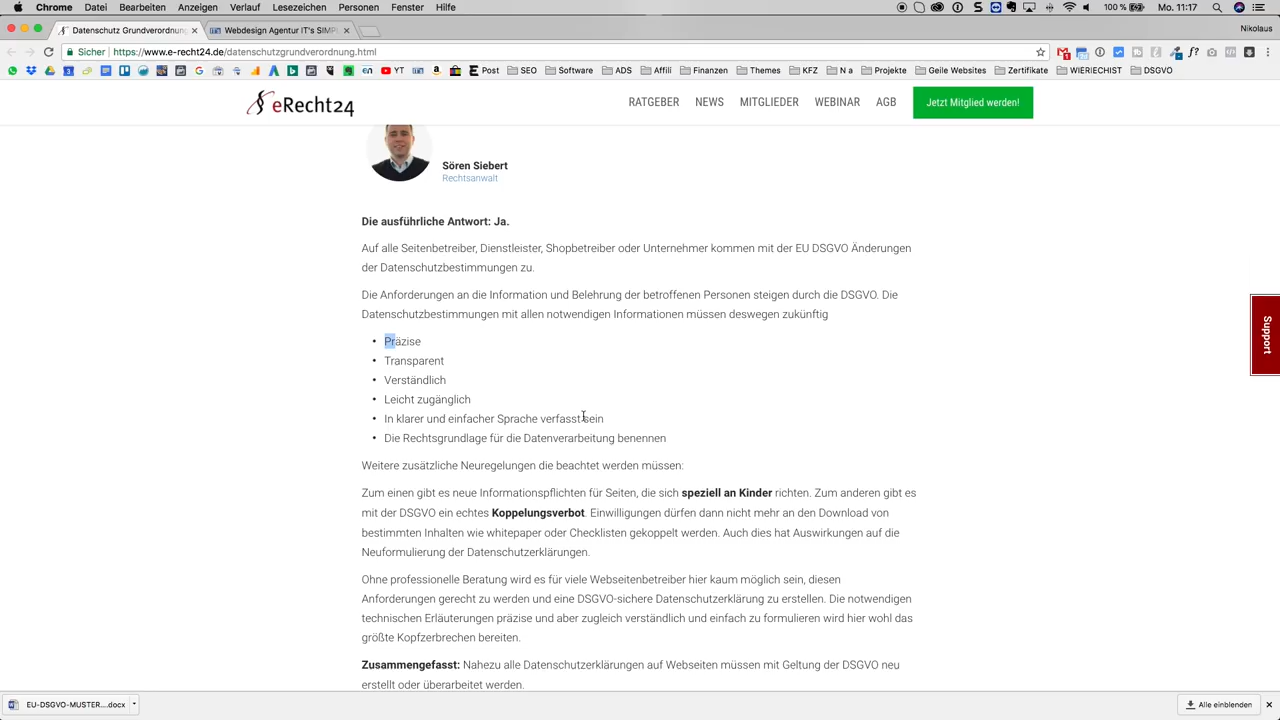 Chrome Datei Bearbeiten Anzeigen Verlauf Lesezeichen Personen Fenster Hilfe 100 % Mo. 11:17
Datenschutz Grundverordnung Webdesign Agentur IT's SIMP Nikolaus
Sicher https://www.e-recht24.de/datenschutzgrundverordnung.html
YT Post SEO Software ADS Affili Finanzen Themes KFZ N a Projekte Geile Websites Zertifikate WIERIECHIST DSGVO
eRecht24 RATGEBER NEWS MITGLIEDER WEBINAR AGB Jetzt Mitglied werden!
Sören Siebert
Rechtsanwalt
Die ausführliche Antwort: Ja.
Auf alle Seitenbetreiber, Dienstleister, Shopbetreiber oder Unternehmer kommen mit der EU DSGVO Änderungen
der Datenschutzbestimmungen zu.
Die Anforderungen an die Information und Belehrung der betroffenen Personen steigen durch die DSGVO. Die
Datenschutzbestimmungen mit allen notwendigen Informationen müssen deswegen zukünftig
• Präzise
• Transparent
• Verständlich
• Leicht zugänglich
• In klarer und einfacher Sprache verfasst sein
• Die Rechtsgrundlage für die Datenverarbeitung benennen
Support
Weitere zusätzliche Neuregelungen die beachtet werden müssen:
Zum einen gibt es neue Informationspflichten für Seiten, die sich speziell an Kinder richten. Zum anderen gibt es
mit der DSGVO ein echtes Koppelungsverbot. Einwilligungen dürfen dann nicht mehr an den Download von
bestimmten Inhalten wie whitepaper oder Checklisten gekoppelt werden. Auch dies hat Auswirkungen auf die
Neuformulierung der Datenschutzerklärungen.
Ohne professionelle Beratung wird es für viele Webseitenbetreiber hier kaum möglich sein, diesen
Anforderungen gerecht zu werden und eine DSGVO-sichere Datenschutzerklärung zu erstellen. Die notwendigen
technischen Erläuterungen präzise und aber zugleich verständlich und einfach zu formulieren wird hier wohl das
größte Kopfzerbrechen bereiten.
Zusammengefasst: Nahezu alle Datenschutzerklärungen auf Webseiten müssen mit Geltung der DSGVO neu
erstellt oder überarbeitet werden.
EU-DSGVO-MUSTER....docx Alle einblenden